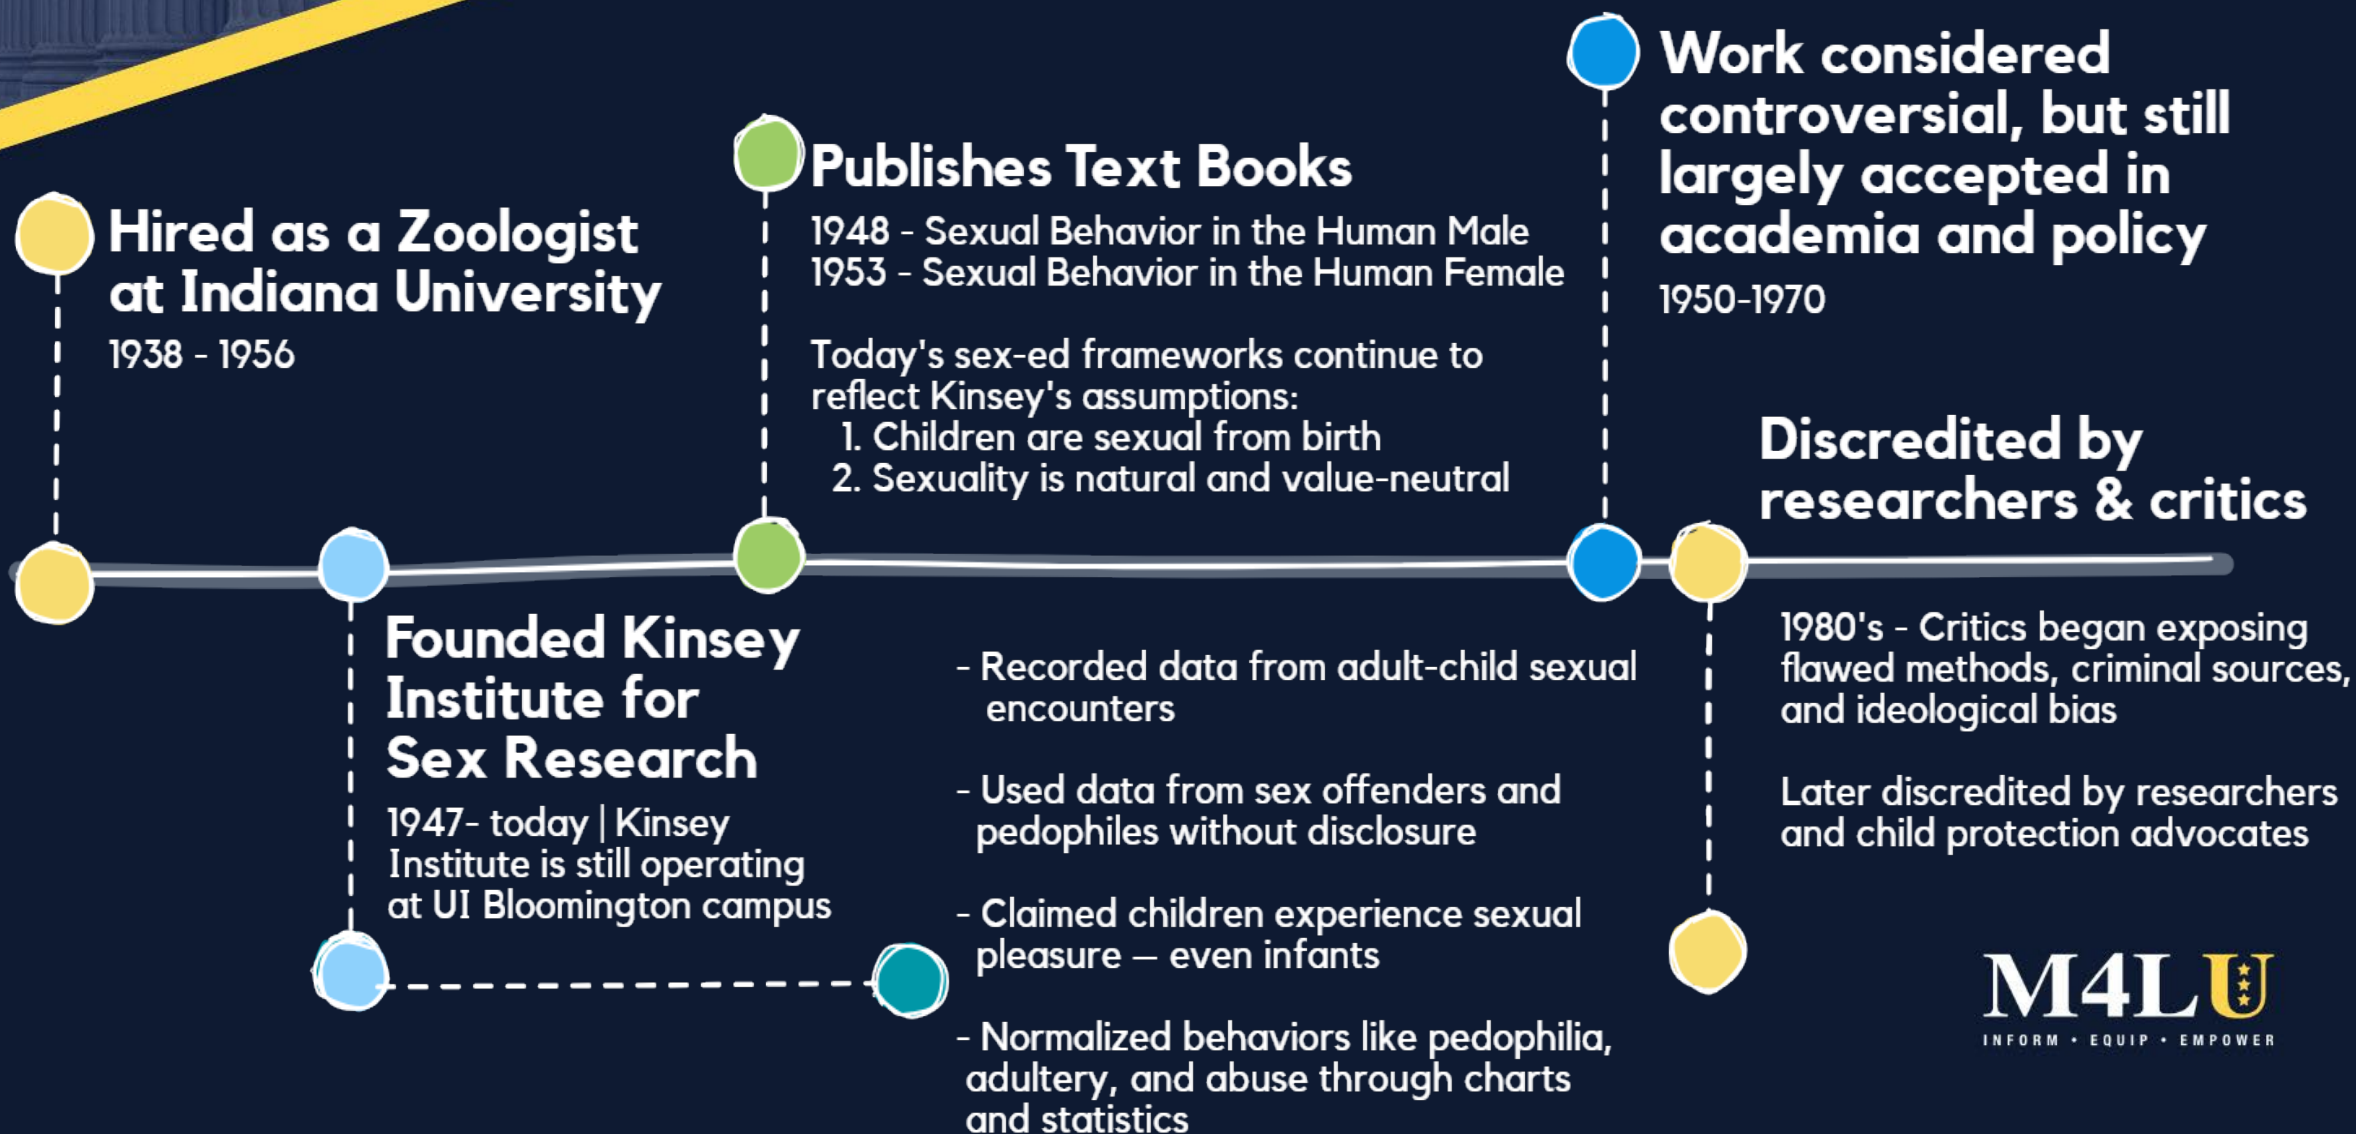 Hired as a Zoologist
at Indiana University
1938 - 1956
Founded Kinsey
Institute for
Sex Research
1947- today | Kinsey
Institute is still operating
at UI Bloomington campus
Publishes Text Books
1948 - Sexual Behavior in the Human Male
1953 - Sexual Behavior in the Human Female
Today's sex-ed frameworks continue to
reflect Kinsey's assumptions:
1. Children are sexual from birth
2. Sexuality is natural and value-neutral
- Recorded data from adult-child sexual
encounters
- Used data from sex offenders and
pedophiles without disclosure
- Claimed children experience sexual
pleasure — even infants
- Normalized behaviors like pedophilia,
adultery, and abuse through charts
and statistics
Work considered
controversial, but still
largely accepted in
academia and policy
1950-1970
Discredited by
researchers & critics
1980's - Critics began exposing
flawed methods, criminal sources,
and ideological bias
Later discredited by researchers
and child protection advocates
M4LU
INFORM • EQUIP • EMPOWER